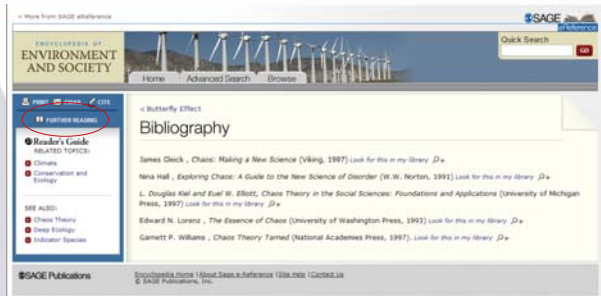 < More from SAGE eReference
SAGE
eReference
ENCYCLOPEDIA OF
ENVIRONMENT
AND SOCIETY
Home Advanced Search Browse
Quick Search
GO
PRINT EMAIL CITE
FURTHER READING
Reader's Guide
RELATED TOPICS:
Climate
Conservation and
Ecology
SEE ALSO:
Chaos Theory
Deep Ecology
Indicator Species
< Butterfly Effect
Bibliography
James Gleick , Chaos: Making a New Science (Viking, 1997) Look for this in my library
Nena Hall , Exploring Chaos: A Guide to the New Science of Disorder (W.W. Norton, 1991) Look for this in my library
L. Douglas Kiel and Euel W. Elliott, Chaos Theory in the Social Sciences: Foundations and Applications (University of Michigan
Press, 1997) Look for this in my library
Edward N. Lorenz , The Essence of Chaos (University of Washington Press, 1993) Look for this in my library
Garnett P. Williams , Chaos Theory Tamed (National Academies Press, 1997). Look for this in my library
SAGE Publications
Encyclopedia Home | About Sage e-Reference | Site Help | Contact Us
© SAGE Publications, Inc.